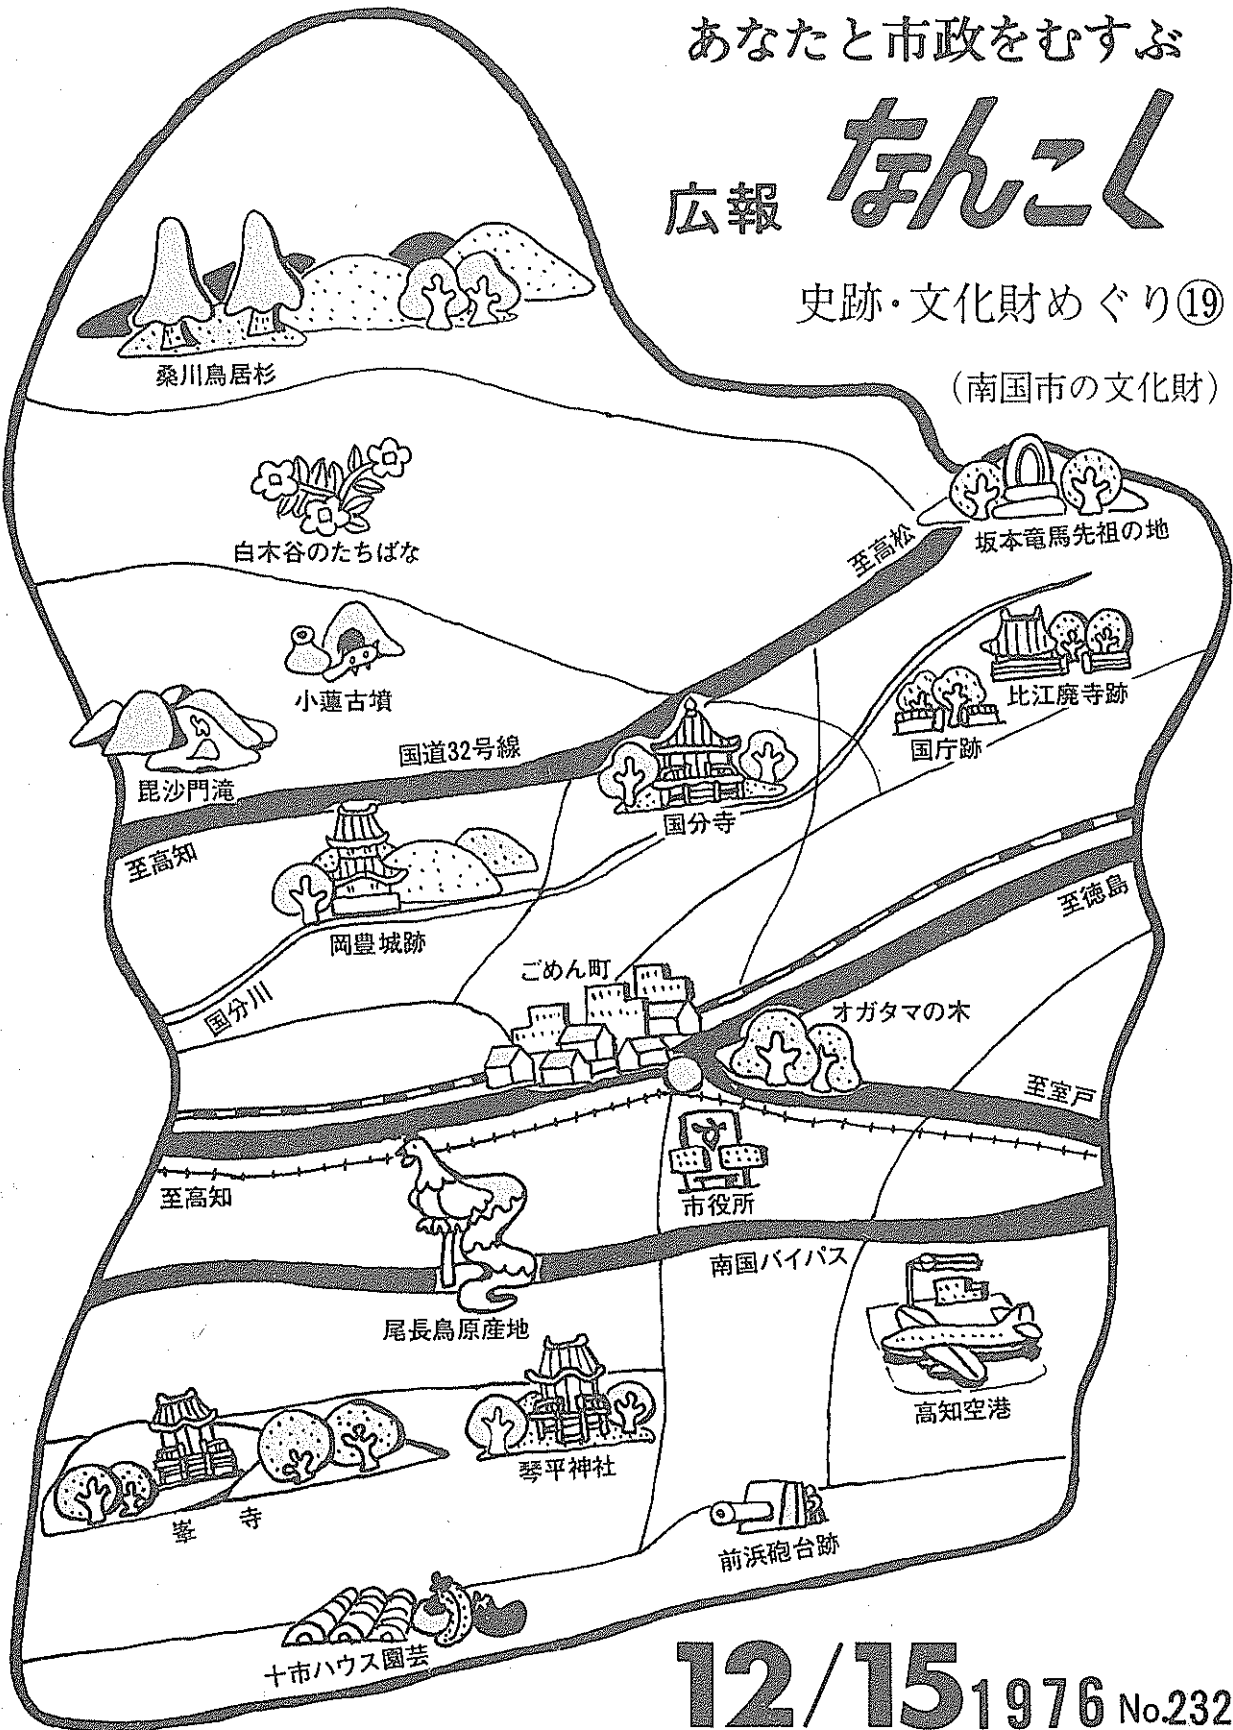 あなたと市政をむすぶ
広報 なんこく
史跡・文化財めぐり⑲
(南国市の文化財)
桑川鳥居杉
白木谷のたちばな
至高松
坂本竜馬先祖の地
小蓮古墳
比江廃寺跡
国庁跡
毘沙門滝
国道32号線
国分寺
至高知
岡豊城跡
至徳島
国分川
ごめん町
オガタマの木
至室戸
至高知
市役所
南国バイパス
尾長鳥原産地
高知空港
琴平神社
峯寺
前浜砲台跡
十市ハウス園芸
12/15 1976 No.232